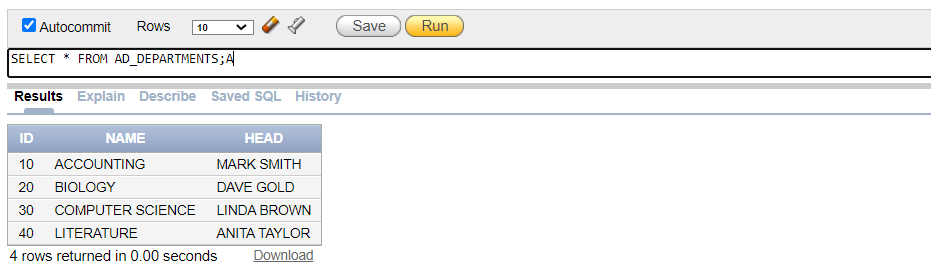 Autocommit Rows 10 Save Run
SELECT * FROM AD_DEPARTMENTS;A
Results Explain Describe Saved SQL History
ID NAME HEAD
10 ACCOUNTING MARK SMITH
20 BIOLOGY DAVE GOLD
30 COMPUTER SCIENCE LINDA BROWN
40 LITERATURE ANITA TAYLOR
4 rows returned in 0.00 seconds Download